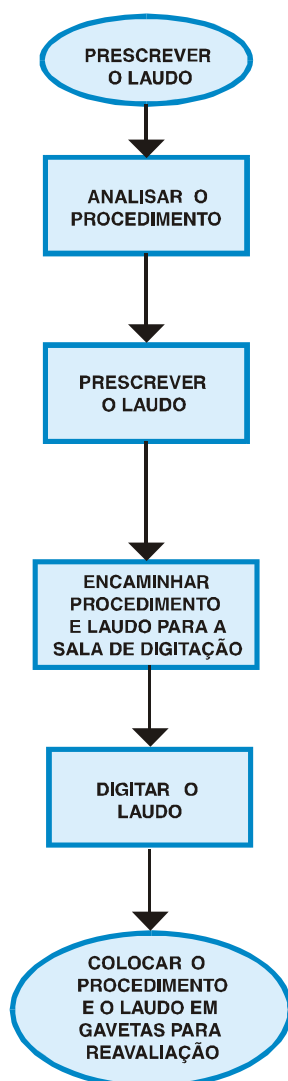 PRESCREVER
O LAUDO
ANALISAR O
PROCEDIMENTO
PRESCREVER
O LAUDO
ENCAMINHAR
PROCEDIMENTO
E LAUDO PARA A
SALA DE DIGITAÇÃO
DIGITAR O
LAUDO
COLOCAR O
PROCEDIMENTO
E O LAUDO EM
GAVETAS PARA
REAVALIAÇÃO